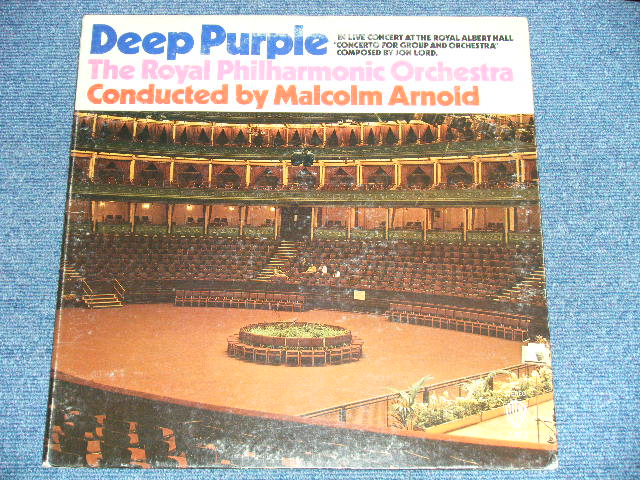 Deep Purple
IN LIVE CONCERT AT THE ROYAL ALBERT HALL
"CONCERTO FOR GROUP AND ORCHESTRA"
COMPOSED BY JON LORD.
The Royal Philharmonic Orchestra
Conducted by Malcolm Arnold
STEREO